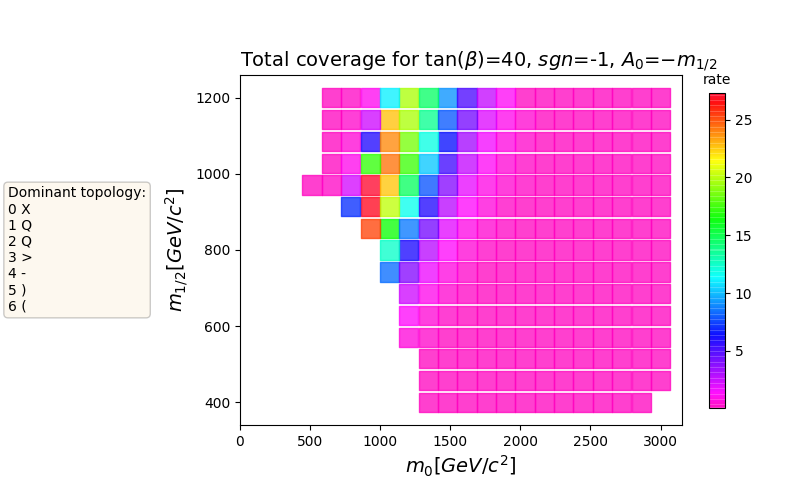 Total coverage for tan(β)=40, sgn=-1, A₀=−m₁/₂
rate
Dominant topology:
0 X
1 Q
2 Q
3 >
4 -
5 )
6 (
m₁/₂[GeV/c²]
1200
1000
800
600
400
0 500 1000 1500 2000 2500 3000
m₀[GeV/c²]
25
20
15
10
5